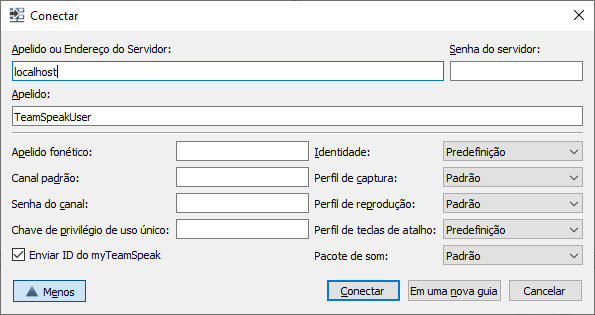 Conectar
Apelido ou Endereço do Servidor: Senha do servidor:
localhost
Apelido:
TeamSpeakUser
Apelido fonético: Identidade: Predefinição
Canal padrão: Perfil de captura: Padrão
Senha do canal: Perfil de reprodução: Padrão
Chave de privilégio de uso único: Perfil de teclas de atalho: Predefinição
Enviar ID do myTeamSpeak Pacote de som: Padrão
Menos Conectar Em uma nova guia Cancelar